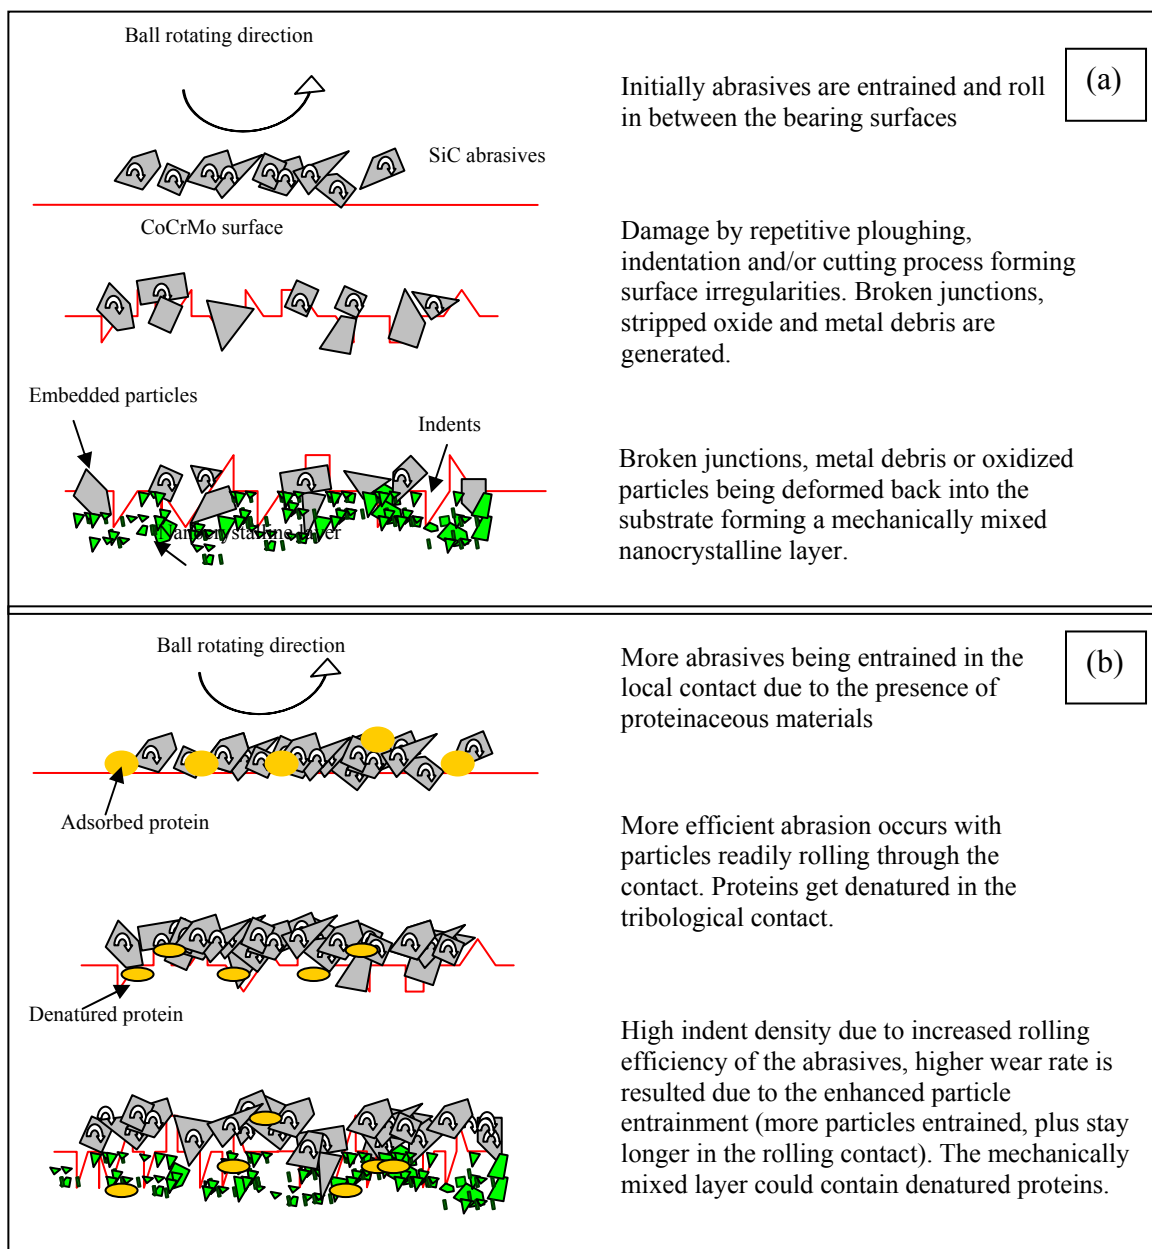 Ball rotating direction
(a)
Initially abrasives are entrained and roll
in between the bearing surfaces
SiC abrasives
CoCrMo surface
Damage by repetitive ploughing,
indentation and/or cutting process forming
surface irregularities. Broken junctions,
stripped oxide and metal debris are
generated.
Embedded particles
Indents
Broken junctions, metal debris or oxidized
particles being deformed back into the
substrate forming a mechanically mixed
nanocrystalline layer.
Nanocrystalline layer
Ball rotating direction
(b)
More abrasives being entrained in the
local contact due to the presence of
proteinaceous materials
Adsorbed protein
More efficient abrasion occurs with
particles readily rolling through the
contact. Proteins get denatured in the
tribological contact.
Denatured protein
High indent density due to increased rolling
efficiency of the abrasives, higher wear rate is
resulted due to the enhanced particle
entrainment (more particles entrained, plus stay
longer in the rolling contact). The mechanically
mixed layer could contain denatured proteins.